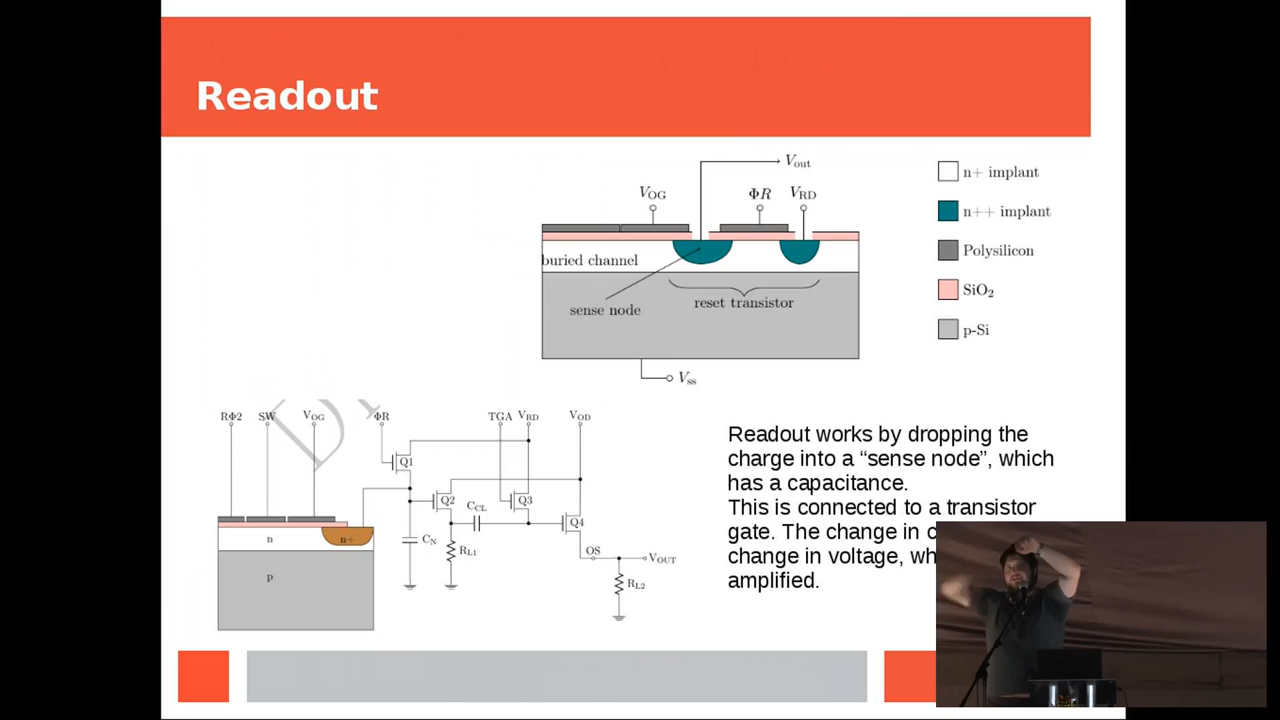 Readout
V_out
V_OG
ΦR
V_RD
buried channel
sense node
reset transistor
V_ss
n+ implant
n++ implant
Polysilicon
SiO₂
p-Si
RΦ2
SW
V_OG
ΦR
TGA
V_RD
V_OD
Q1
Q2
C_CL
Q3
Q4
n
n+
C_N
R_L1
OS
V_OUT
R_L2
p
Readout works by dropping the
charge into a “sense node”, which
has a capacitance.
This is connected to a transistor
gate. The change in
change in voltage,
amplified.